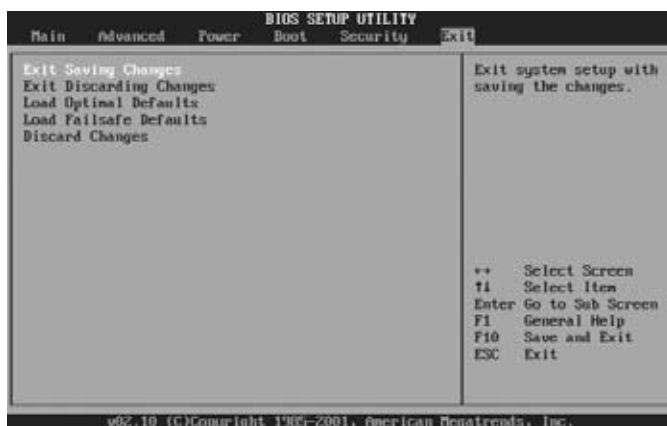 BIOS SETUP UTILITY
Main Advanced Power Boot Security Exit
Exit Saving Changes
Exit Discarding Changes
Load Optimal Defaults
Load Failsafe Defaults
Discard Changes
Exit system setup with
saving the changes.
↔ Select Screen
↑↓ Select Item
Enter Go to Sub Screen
F1 General Help
F10 Save and Exit
ESC Exit
v02.10 (C)Copyright 1985-2001, American Megatrends, Inc.